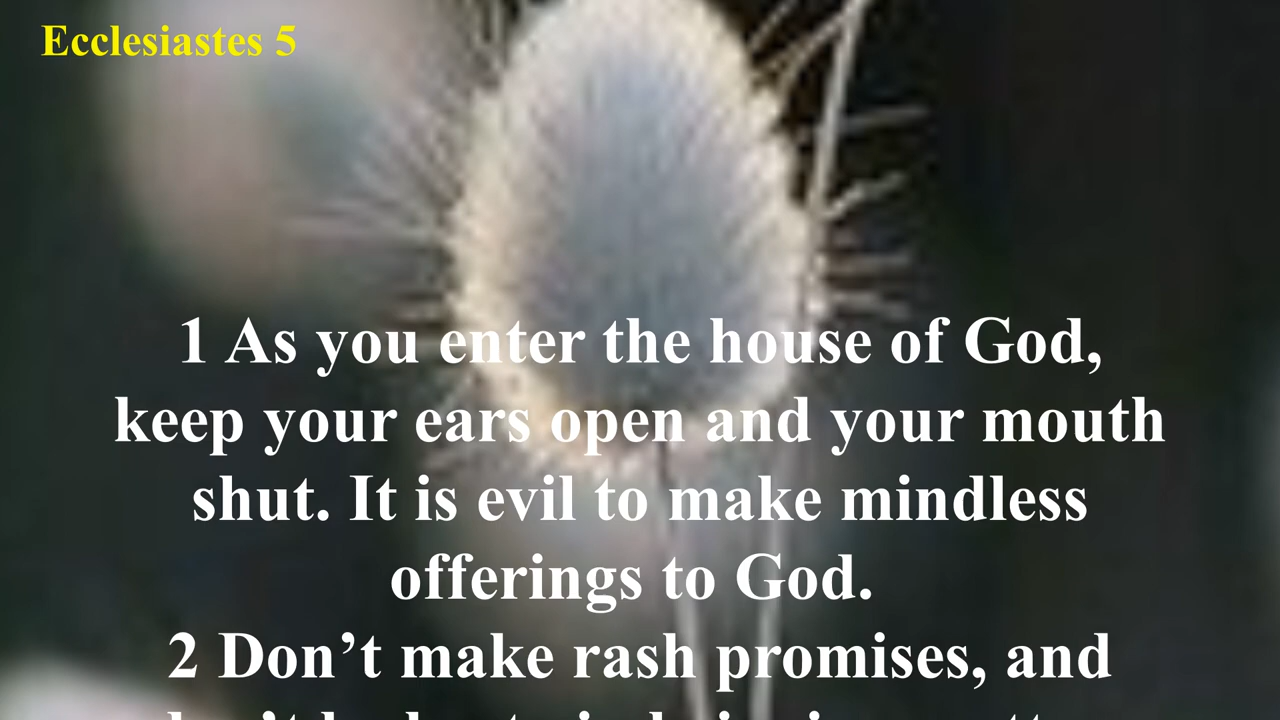 Ecclesiastes 5
1 As you enter the house of God,
keep your ears open and your mouth
shut. It is evil to make mindless
offerings to God.
2 Don’t make rash promises, and